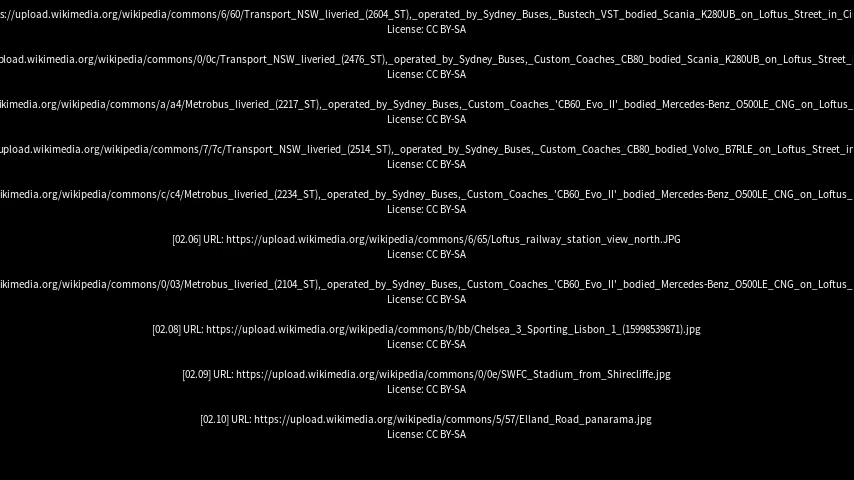 s://upload.wikimedia.org/wikipedia/commons/6/60/Transport_NSW_liveried_(2604_ST),_operated_by_Sydney_Buses,_Bustech_VST_bodied_Scania_K280UB_on_Loftus_Street_in_Ci
License: CC BY-SA
pload.wikimedia.org/wikipedia/commons/0/0c/Transport_NSW_liveried_(2476_ST),_operated_by_Sydney_Buses,_Custom_Coaches_CB80_bodied_Scania_K280UB_on_Loftus_Street_
License: CC BY-SA
ikimedia.org/wikipedia/commons/a/a4/Metrobus_liveried_(2217_ST),_operated_by_Sydney_Buses,_Custom_Coaches_'CB60_Evo_II'_bodied_Mercedes-Benz_O500LE_CNG_on_Loftus_
License: CC BY-SA
upload.wikimedia.org/wikipedia/commons/7/7c/Transport_NSW_liveried_(2514_ST),_operated_by_Sydney_Buses,_Custom_Coaches_CB80_bodied_Volvo_B7RLE_on_Loftus_Street_in
License: CC BY-SA
ikimedia.org/wikipedia/commons/c/c4/Metrobus_liveried_(2234_ST),_operated_by_Sydney_Buses,_Custom_Coaches_'CB60_Evo_II'_bodied_Mercedes-Benz_O500LE_CNG_on_Loftus_
License: CC BY-SA
[02.06] URL: https://upload.wikimedia.org/wikipedia/commons/6/65/Loftus_railway_station_view_north.JPG
License: CC BY-SA
ikimedia.org/wikipedia/commons/0/03/Metrobus_liveried_(2104_ST),_operated_by_Sydney_Buses,_Custom_Coaches_'CB60_Evo_II'_bodied_Mercedes-Benz_O500LE_CNG_on_Loftus_
License: CC BY-SA
[02.08] URL: https://upload.wikimedia.org/wikipedia/commons/b/bb/Chelsea_3_Sporting_Lisbon_1_(15998539871).jpg
License: CC BY-SA
[02.09] URL: https://upload.wikimedia.org/wikipedia/commons/0/0e/SWFC_Stadium_from_Shirecliffe.jpg
License: CC BY-SA
[02.10] URL: https://upload.wikimedia.org/wikipedia/commons/5/57/Elland_Road_panarama.jpg
License: CC BY-SA